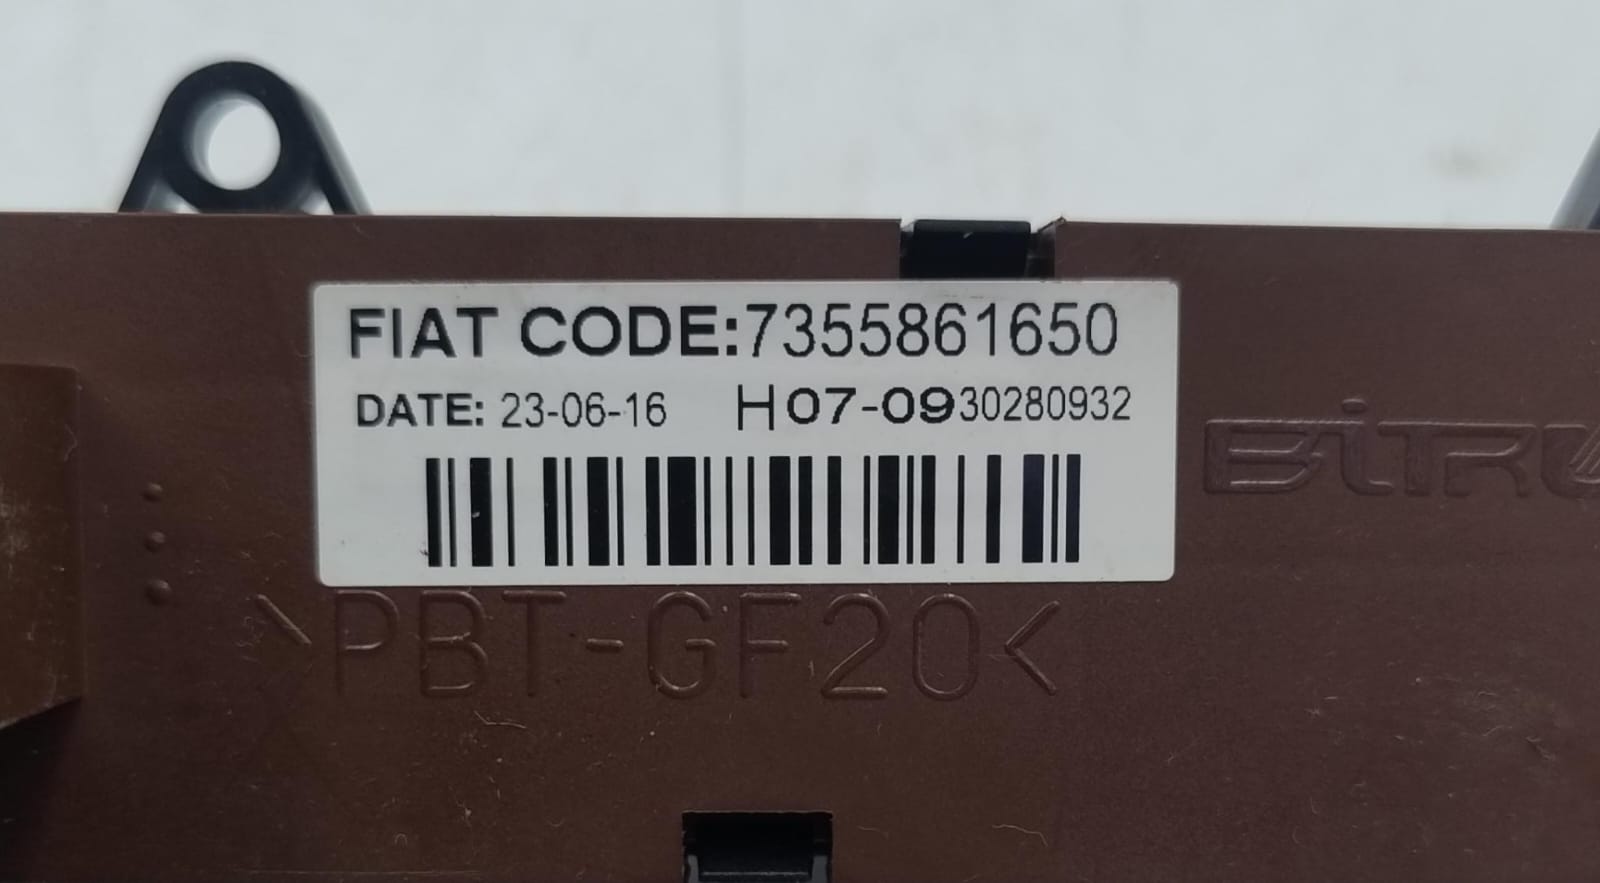 FIAT CODE:7355861650
DATE: 23-06-16 H07-0930280932
>PBT-GF20<